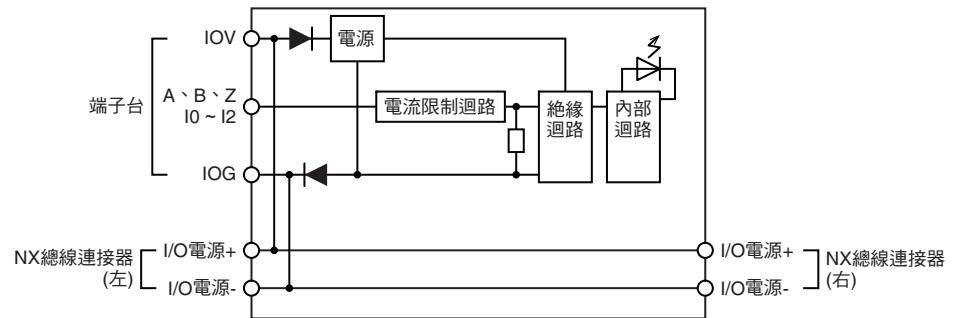 IOV
電源
端子台
A、B、Z
I0 ~ I2
電流限制迴路
絕緣
迴路
內部
迴路
IOG
NX總線連接器
(左)
I/O電源+
I/O電源-
I/O電源+
I/O電源-
NX總線連接器
(右)